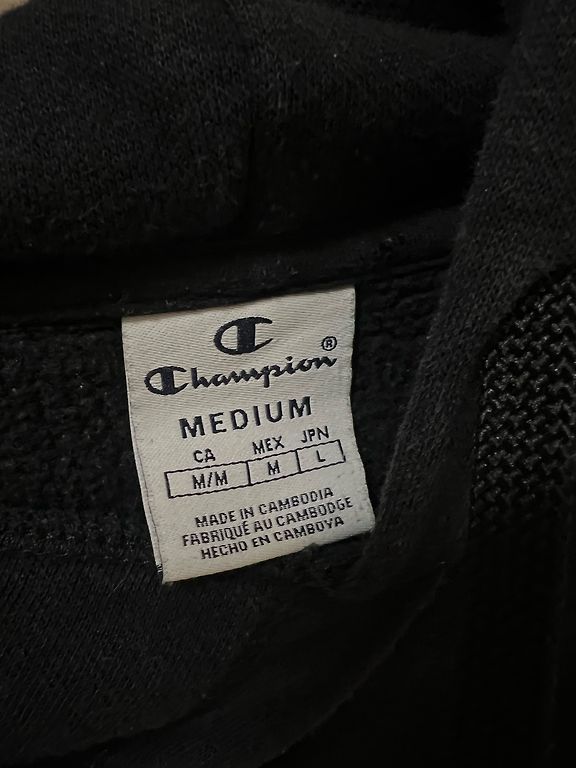 Champion®
MEDIUM
CA MEX JPN
M/M M L
MADE IN CAMBODIA
FABRIQUÉ AU CAMBODGE
HECHO EN CAMBOYA